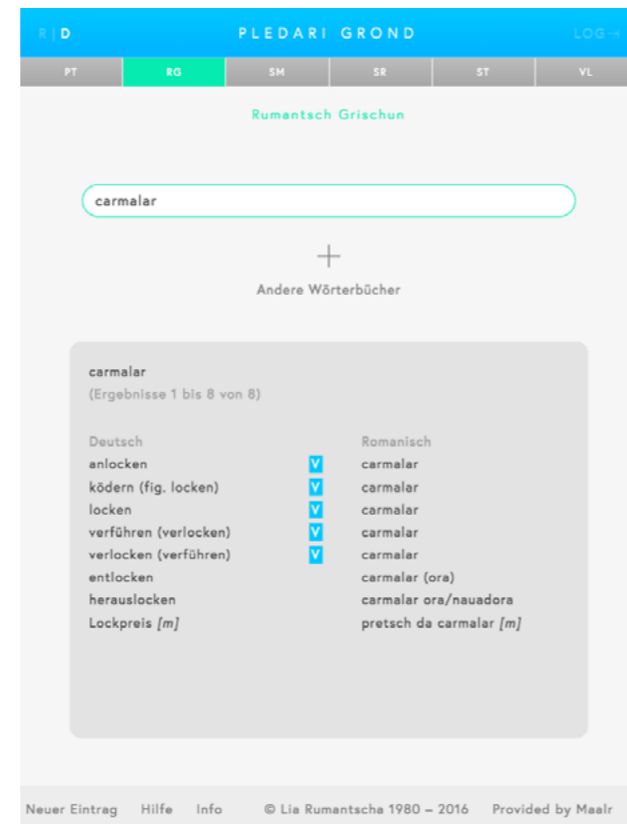 R|D PLEDARI GROND LOG
PT RG SM SR ST VL
Rumantsch Grischun
carmalar
Andere Wörterbücher
carmalar
(Ergebnisse 1 bis 8 von 8)
Deutsch Romanisch
anlocken V carmalar
ködern (fig. locken) V carmalar
locken V carmalar
verführen (verlocken) V carmalar
verlocken (verführen) V carmalar
entlocken carmalar (ora)
herauslocken carmalar ora/nauadora
Lockpreis [m] pretsch da carmalar [m]
Neuer Eintrag Hilfe Info © Lia Rumantscha 1980 – 2016 Provided by Maalr